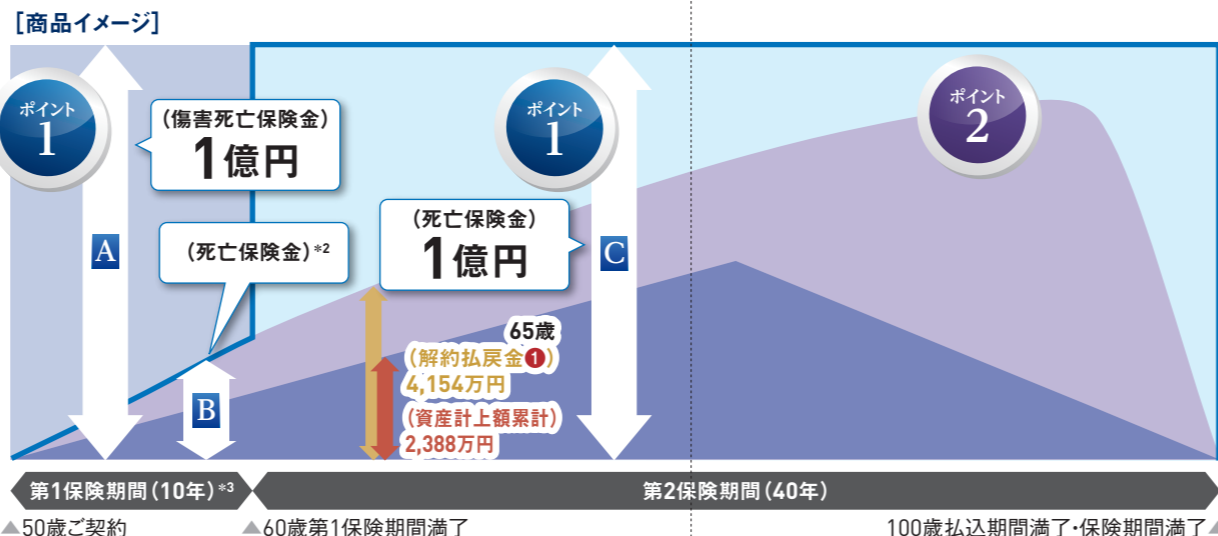 ［商品イメージ］
ポイント
1
（傷害死亡保険金）
1億円
A
（死亡保険金）*2
B
（死亡保険金）
1億円
ポイント
1
C
ポイント
2
65歳
（解約払戻金❶）
4,154万円
（資産計上額累計）
2,388万円
第1保険期間（10年）*3
第2保険期間（40年）
▲50歳ご契約
▲60歳第1保険期間満了
100歳払込期間満了・保険期間満了▲